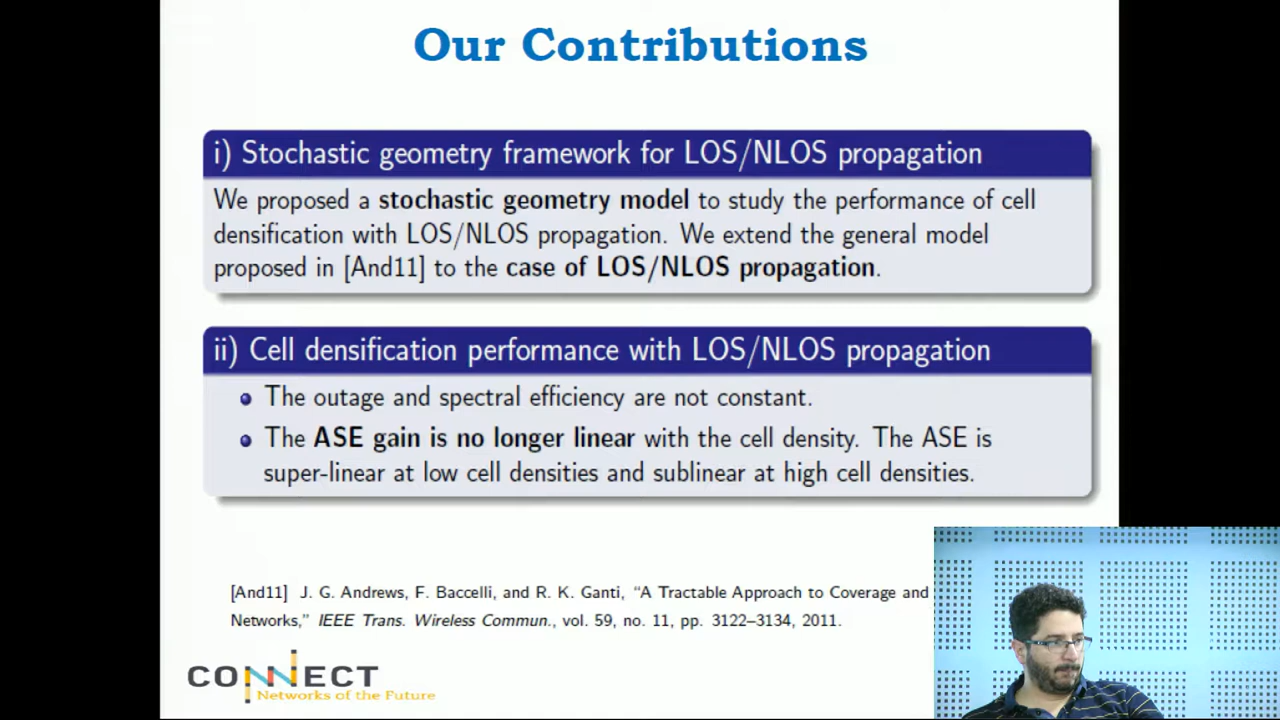 Our Contributions
i) Stochastic geometry framework for LOS/NLOS propagation
We proposed a stochastic geometry model to study the performance of cell
densification with LOS/NLOS propagation. We extend the general model
proposed in [And11] to the case of LOS/NLOS propagation.
ii) Cell densification performance with LOS/NLOS propagation
The outage and spectral efficiency are not constant.
The ASE gain is no longer linear with the cell density. The ASE is
super-linear at low cell densities and sublinear at high cell densities.
[And11] J. G. Andrews, F. Baccelli, and R. K. Ganti, “A Tractable Approach to Coverage and
Networks,” IEEE Trans. Wireless Commun., vol. 59, no. 11, pp. 3122–3134, 2011.
CONNECT
Networks of the Future